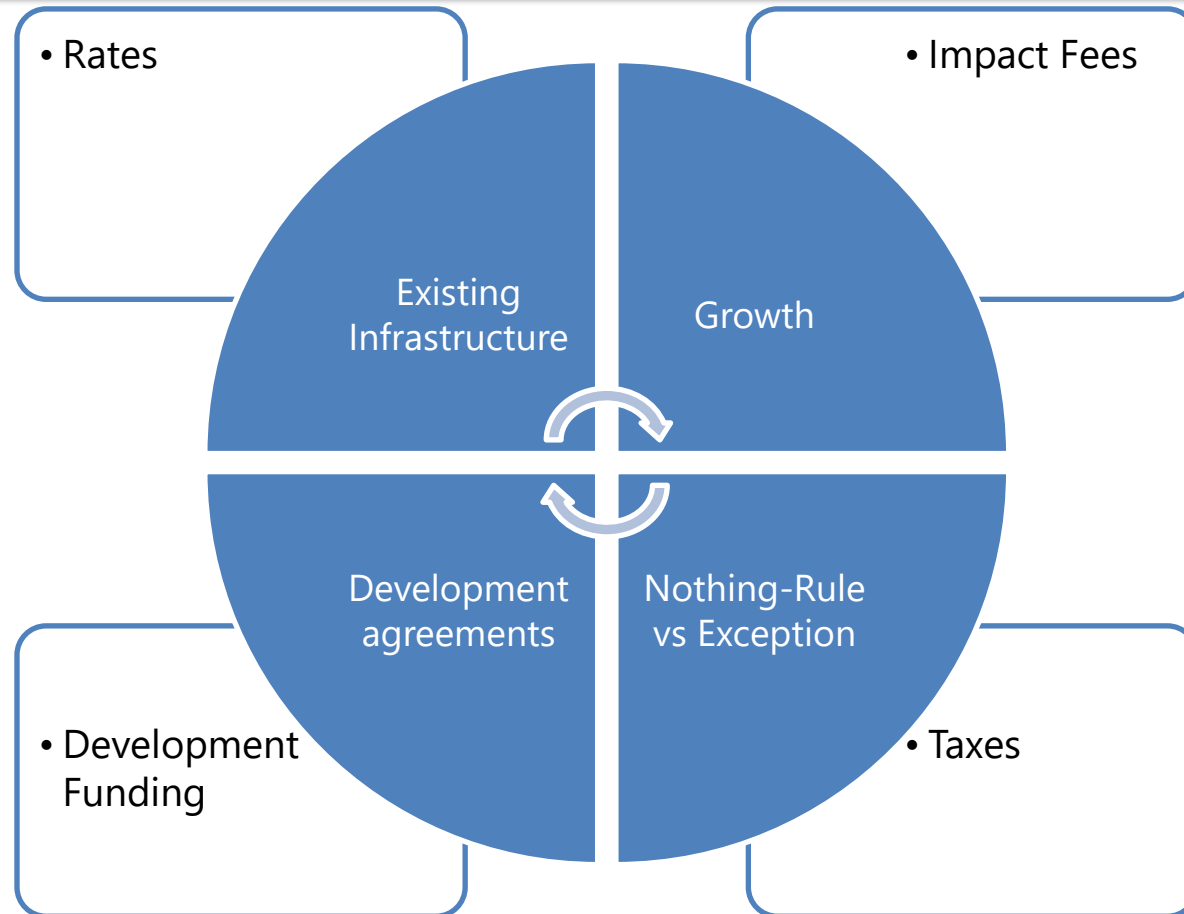 • Rates
• Impact Fees
Existing
Infrastructure
Growth
Development
agreements
Nothing-Rule
vs Exception
• Development
Funding
• Taxes